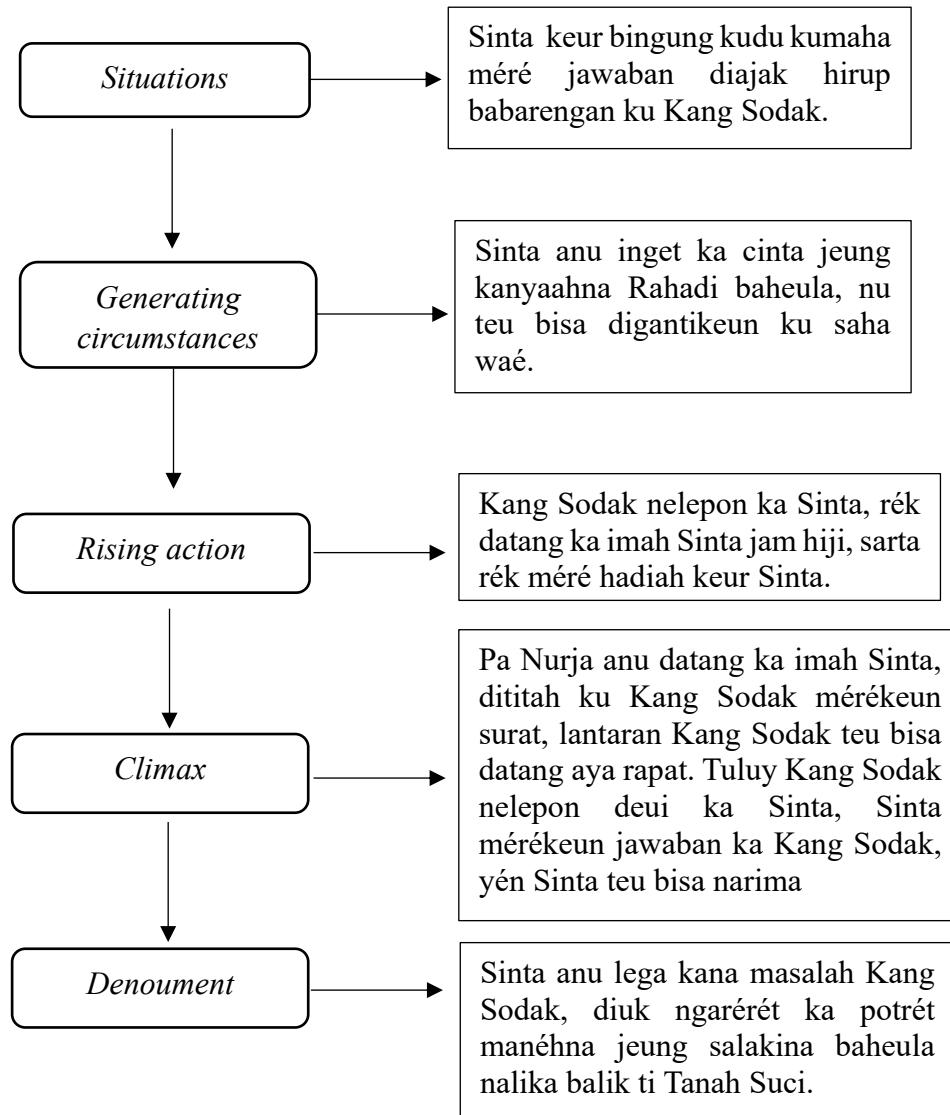 Situations
Sinta keur bingung kudu kumaha
méré jawaban diajak hirup
babarengan ku Kang Sodak.
Generating
circumstances
Sinta anu inget ka cinta jeung
kanyaahna Rahadi baheula, nu
teu bisa digantikeun ku saha
waé.
Rising action
Kang Sodak nelepon ka Sinta, rék
datang ka imah Sinta jam hiji, sarta
rék méré hadiah keur Sinta.
Climax
Pa Nurja anu datang ka imah Sinta,
dititah ku Kang Sodak mérékeun
surat, lantaran Kang Sodak teu bisa
datang aya rapat. Tuluy Kang Sodak
nelepon deui ka Sinta, Sinta
mérékeun jawaban ka Kang Sodak,
yén Sinta teu bisa narima
Denoument
Sinta anu lega kana masalah Kang
Sodak, diuk ngarérét ka potrét
manéhna jeung salakina baheula
nalika balik ti Tanah Suci.